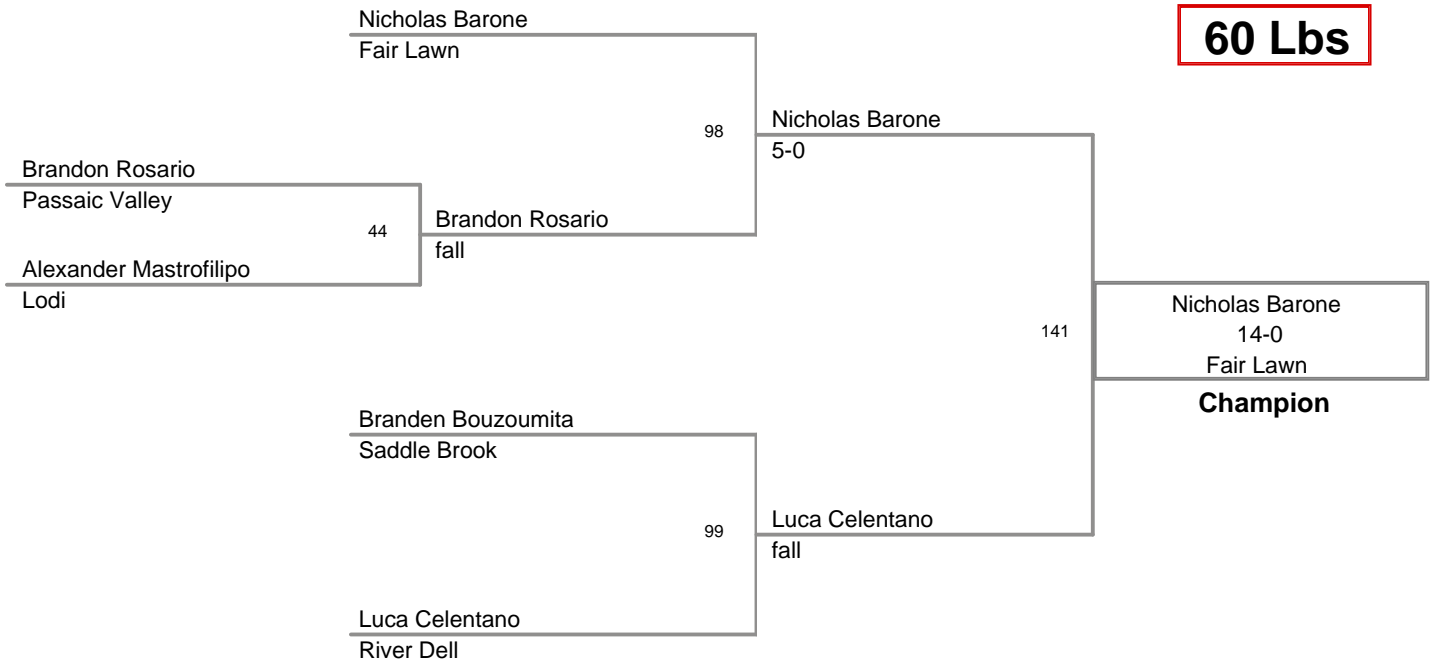 Nicholas Barone
Fair Lawn
60 Lbs
98
Nicholas Barone
5-0
Brandon Rosario
Passaic Valley
44
Brandon Rosario
fall
Alexander Mastrofilipo
Lodi
141
Nicholas Barone
14-0
Fair Lawn
Champion
Branden Bouzoumita
Saddle Brook
99
Luca Celentano
fall
Luca Celentano
River Dell